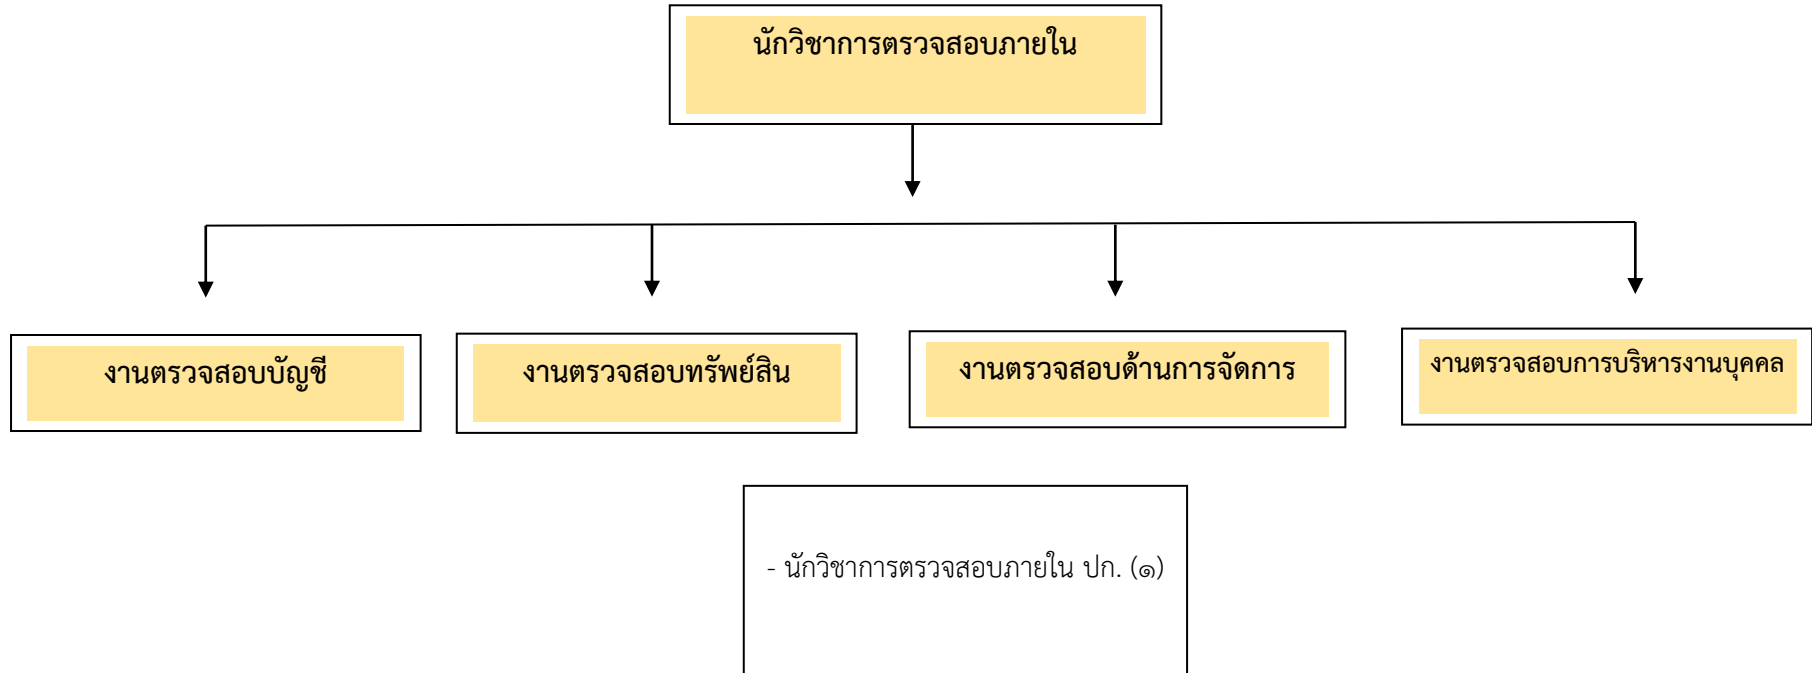 นักวิชาการตรวจสอบภายใน
งานตรวจสอบบัญชี
งานตรวจสอบทรัพย์สิน
งานตรวจสอบด้านการจัดการ
งานตรวจสอบการบริหารงานบุคคล
- นักวิชาการตรวจสอบภายใน ปก. (๑)